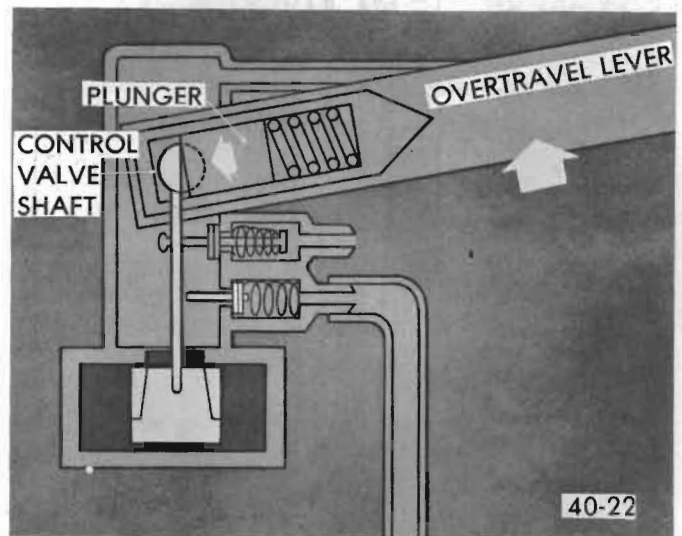 PLUNGER
OVERTRAVEL LEVER
CONTROL
VALVE
SHAFT
40-22